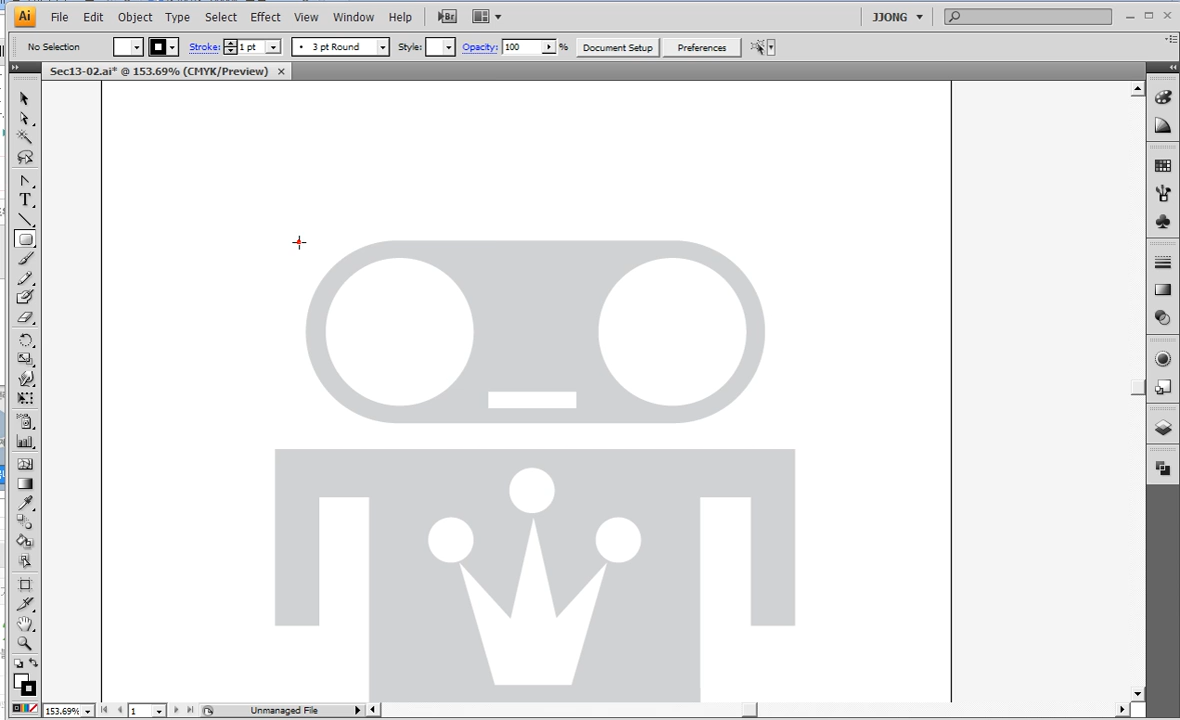 Ai File Edit Object Type Select Effect View Window Help Br JJONG
No Selection Stroke: 1 pt 3 pt Round Style: Opacity: 100 % Document Setup Preferences
Sec13-02.ai* @ 153.69% (CMYK/Preview)
T
153.69% 1 Unmanaged File